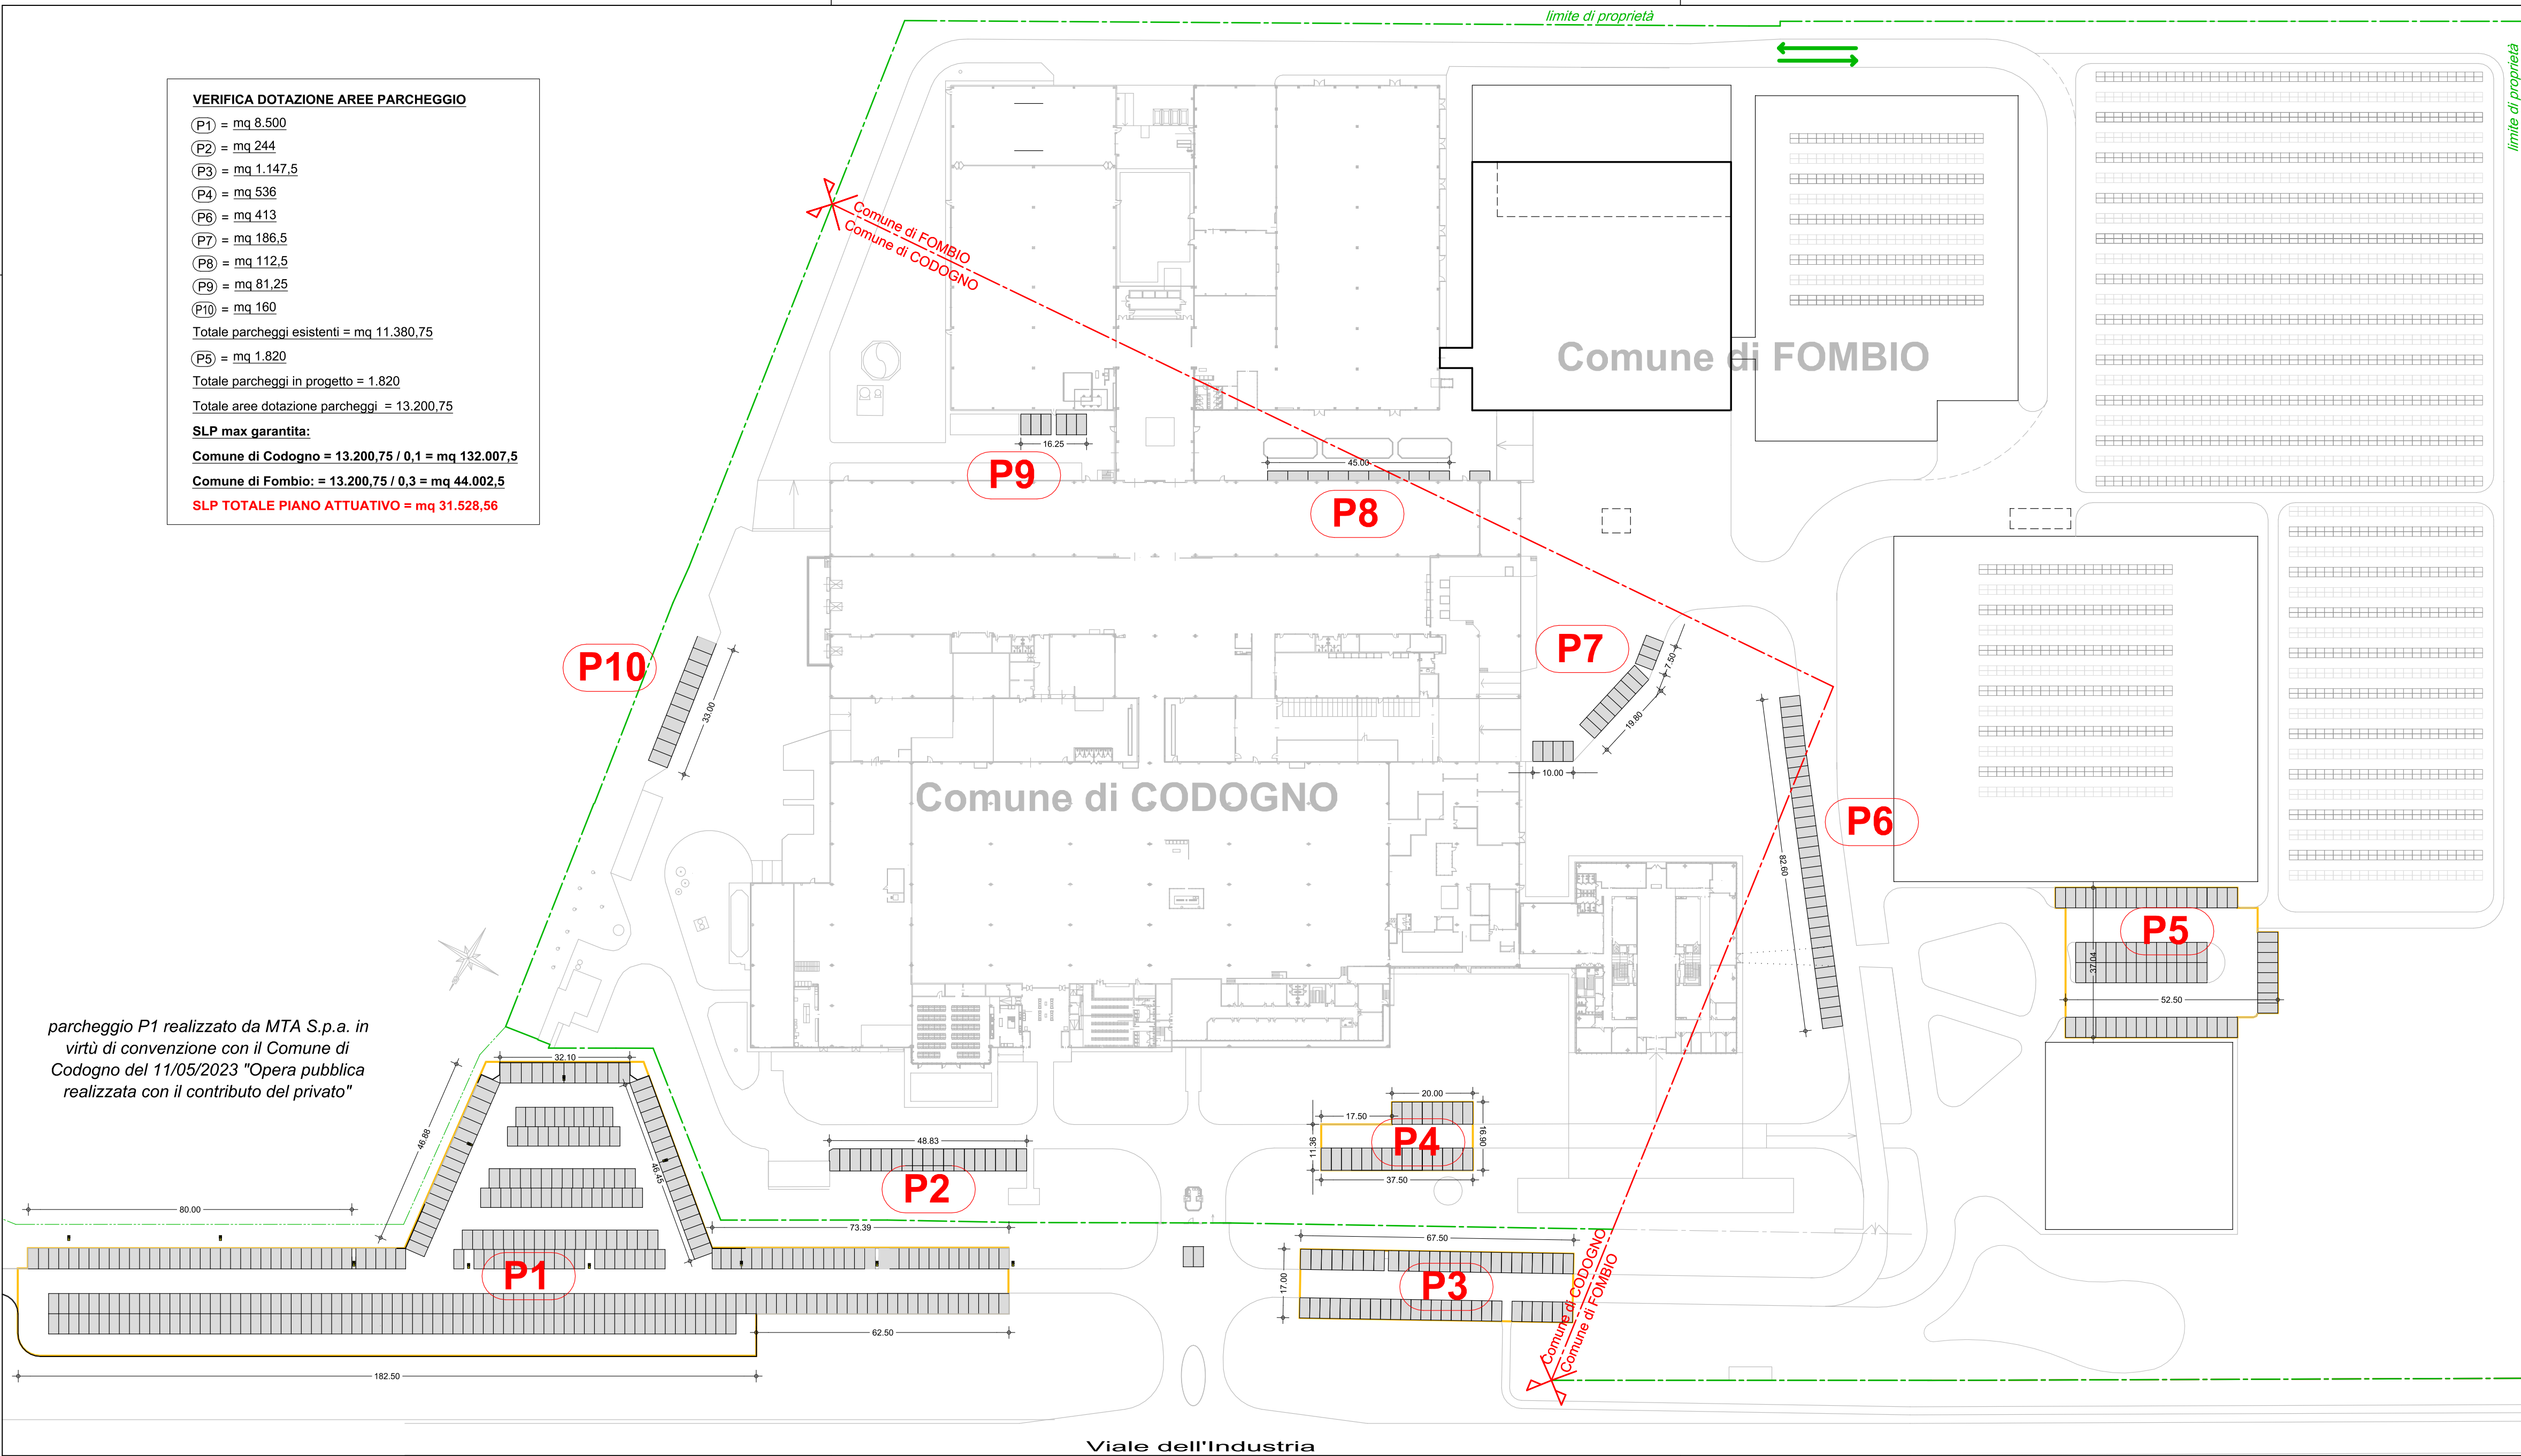 limite di proprietà
limite di proprietà
VERIFICA DOTAZIONE AREE PARCHEGGIO
P1 = mq 8.500
P2 = mq 244
P3 = mq 1.147,5
P4 = mq 536
P6 = mq 413
P7 = mq 186,5
P8 = mq 112,5
P9 = mq 81,25
P10 = mq 160
Totale parcheggi esistenti = mq 11.380,75
P5 = mq 1.820
Totale parcheggi in progetto = 1.820
Totale aree dotazione parcheggi = 13.200,75
SLP max garantita:
Comune di Codogno = 13.200,75 / 0,1 = mq 132.007,5
Comune di Fombio: = 13.200,75 / 0,3 = mq 44.002,5
SLP TOTALE PIANO ATTUATIVO = mq 31.528,56
Comune di FOMBIO
Comune di CODOGNO
Comune di FOMBIO
16.25
P9
45.00
P8
P10
33.00
P7
7.50
19.80
10.00
Comune di CODOGNO
P6
82.60
P5
37.04
52.50
parcheggio P1 realizzato da MTA S.p.a. in
virtù di convenzione con il Comune di
Codogno del 11/05/2023 "Opera pubblica
realizzata con il contributo del privato"
32.10
46.88
46.45
80.00
P1
48.83
P2
73.39
62.50
182.50
20.00
17.50
11.36
P4
16.90
37.50
67.50
17.00
P3
Comune di CODOGNO
Comune di FOMBIO
Viale dell'Industria